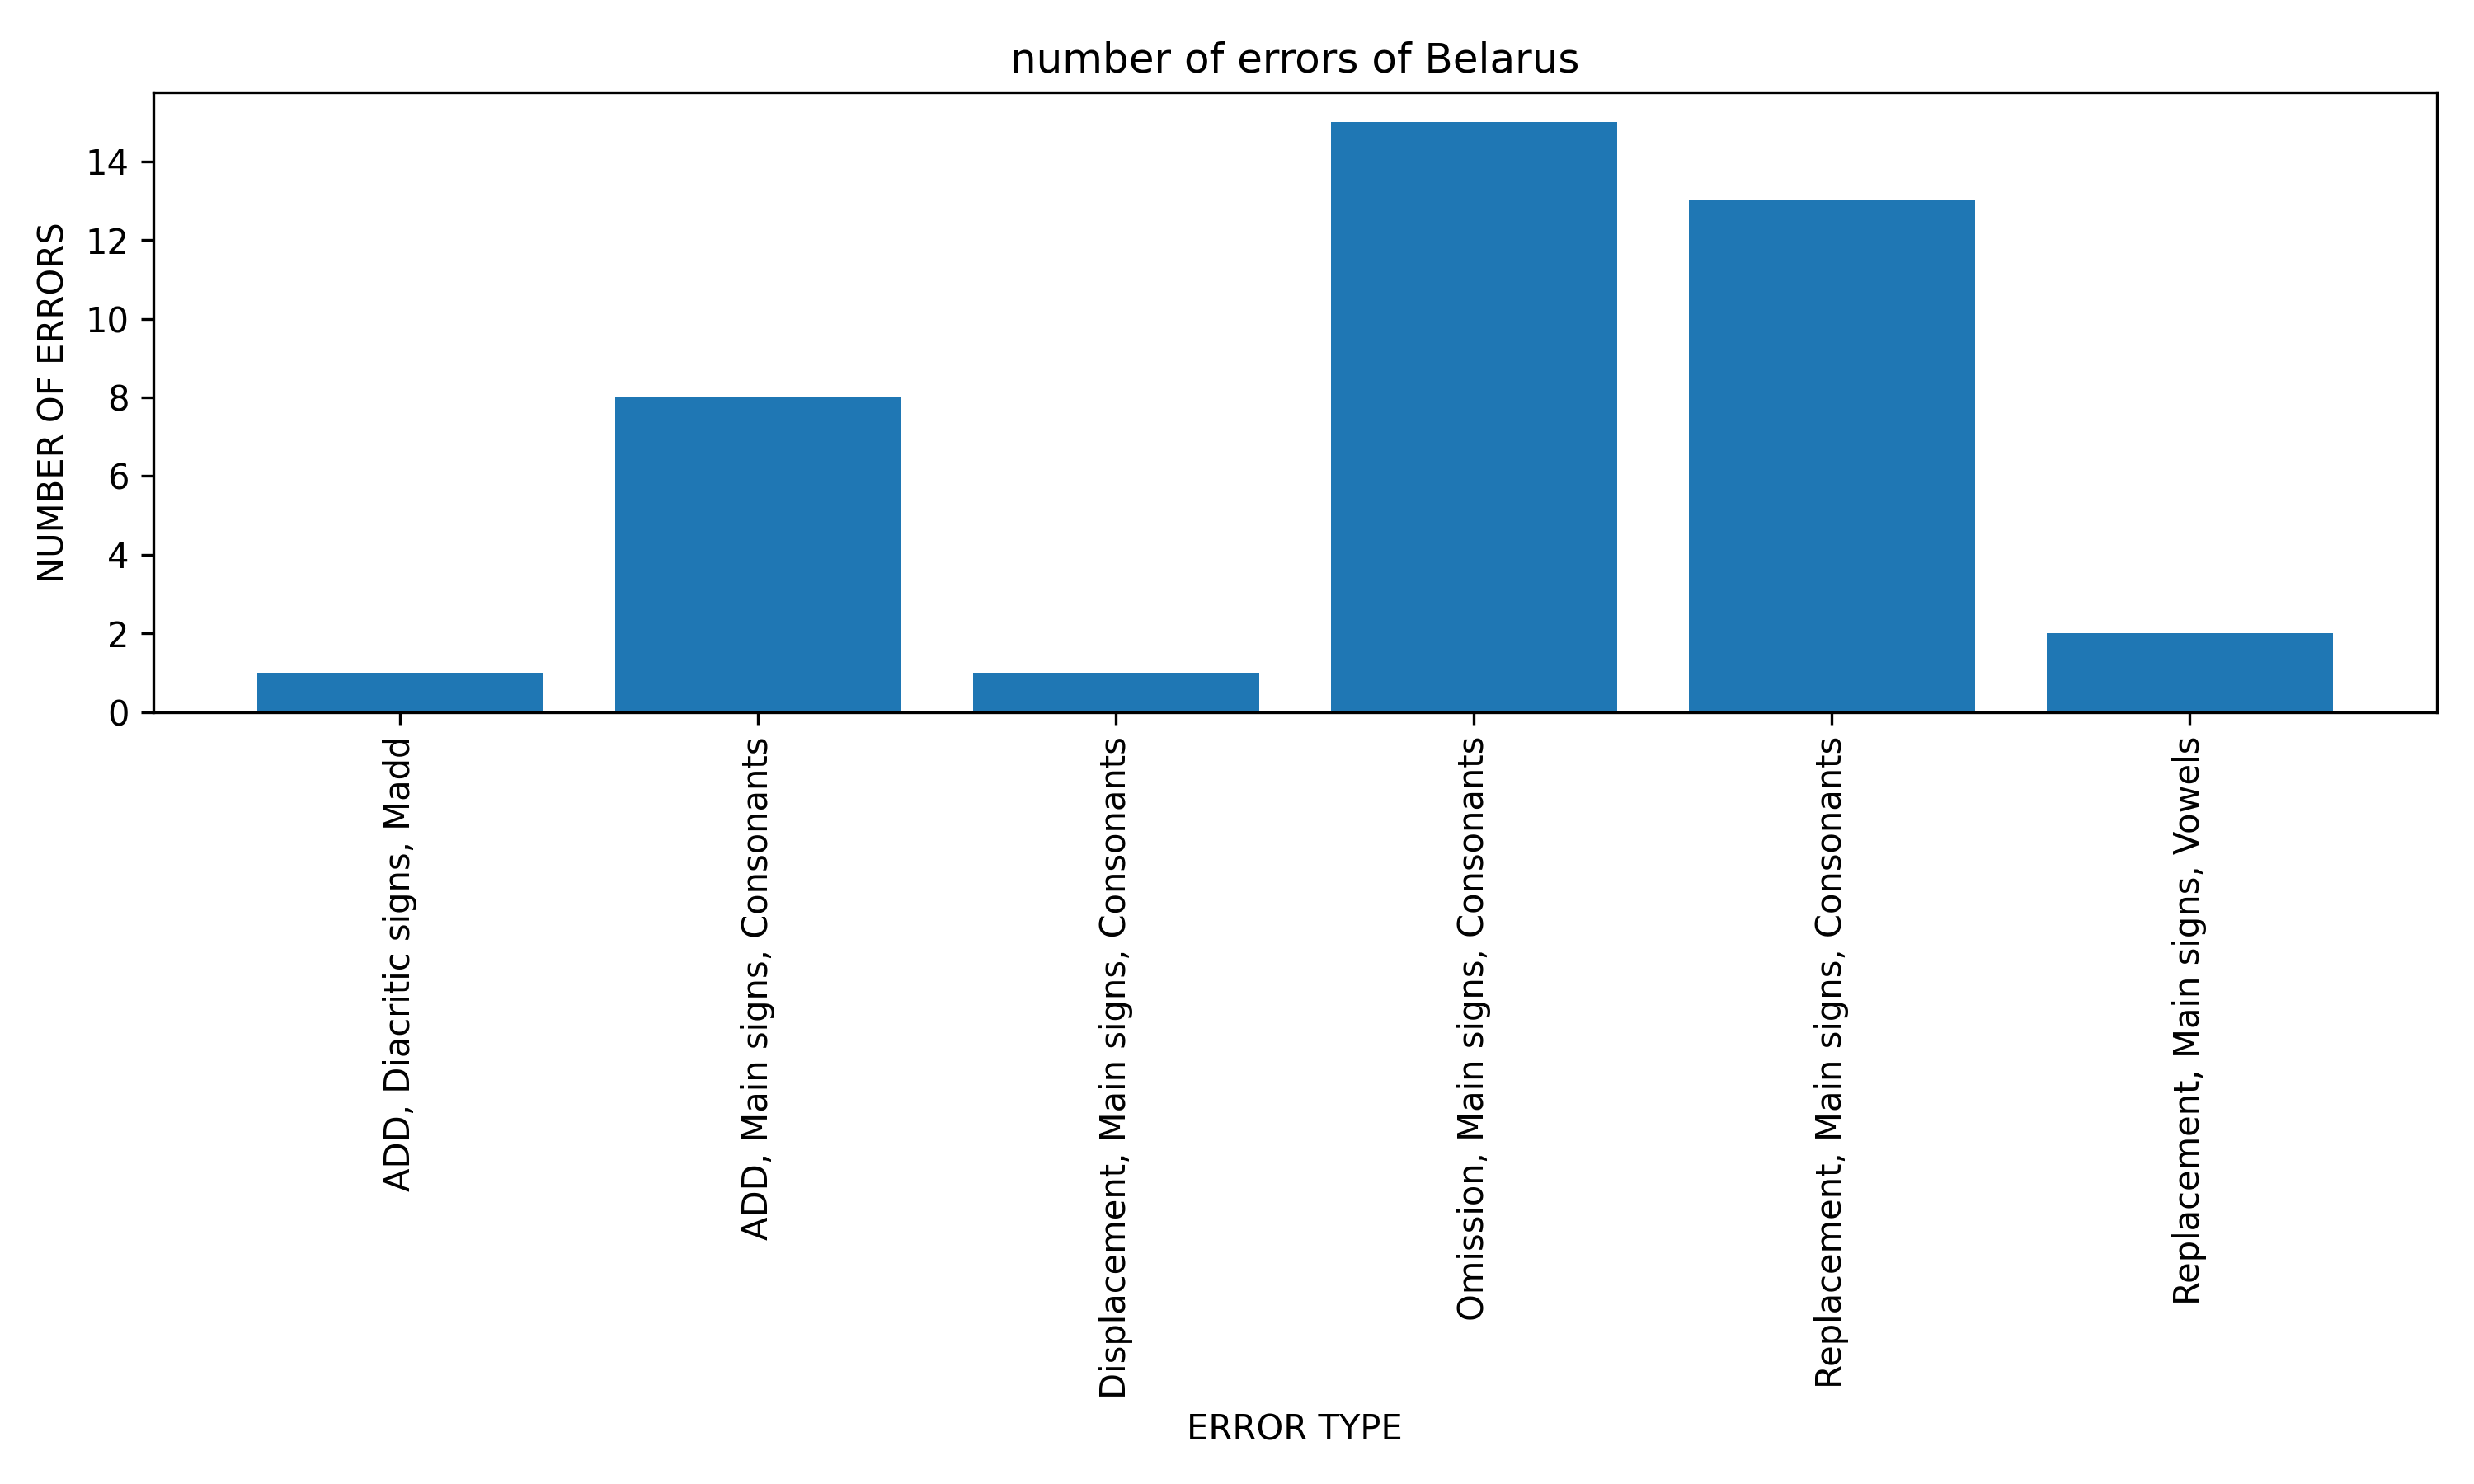 number of errors of Belarus
NUMBER OF ERRORS
14
12
10
8
6
4
2
0
ADD, Diacritic signs, Madd
ADD, Main signs, Consonants
Displacement, Main signs, Consonants
Omission, Main signs, Consonants
Replacement, Main signs, Consonants
Replacement, Main signs, Vowels
ERROR TYPE